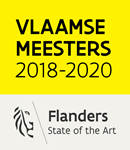 VLAAMSE
MEESTERS
2018-2020
Flanders
State of the Art